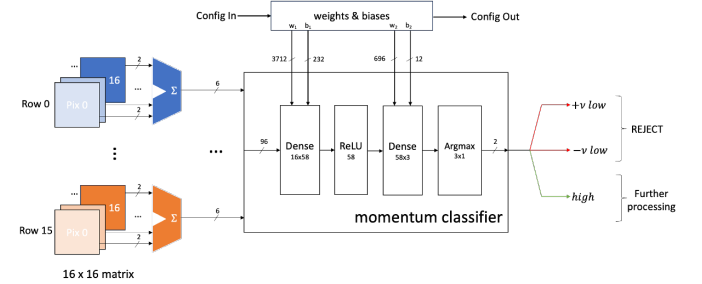 Config In
weights & biases
Config Out
w₁ b₁ w₂ b₂
3712 232 696 12
...
2
16
...
Σ
6
Row 0
Pix 0
2
...
...
96
Dense
16x58
ReLU
58
Dense
58x3
Argmax
3x1
2
+v low
−v low
REJECT
high
Further
processing
...
2
16
...
Σ
6
Row 15
Pix 0
2
momentum classifier
16 x 16 matrix